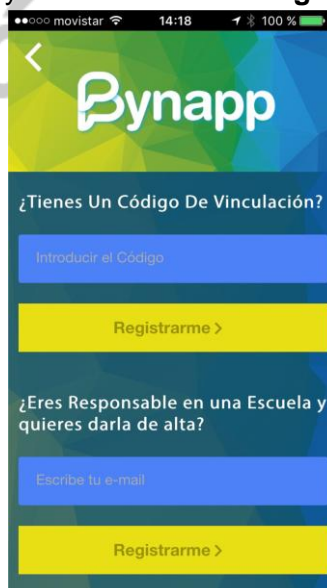 movistar 14:18 100 %
Bynapp
¿Tienes Un Código De Vinculación?
Introducir el Código
Registrarme >
¿Eres Responsable en una Escuela y
quieres darla de alta?
Escribe tu e-mail
Registrarme >